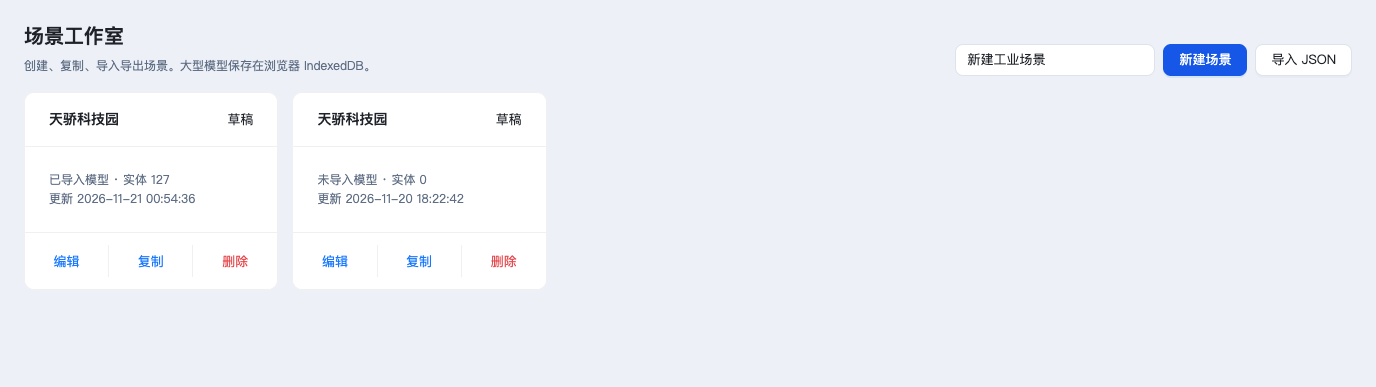 场景工作室
创建、复制、导入导出场景。大型模型保存在浏览器 IndexedDB。
新建工业场景
新建场景
导入 JSON
天骄科技园
草稿
已导入模型 · 实体 127
更新 2026-11-21 00:54:36
编辑
复制
删除
天骄科技园
草稿
未导入模型 · 实体 0
更新 2026-11-20 18:22:42
编辑
复制
删除